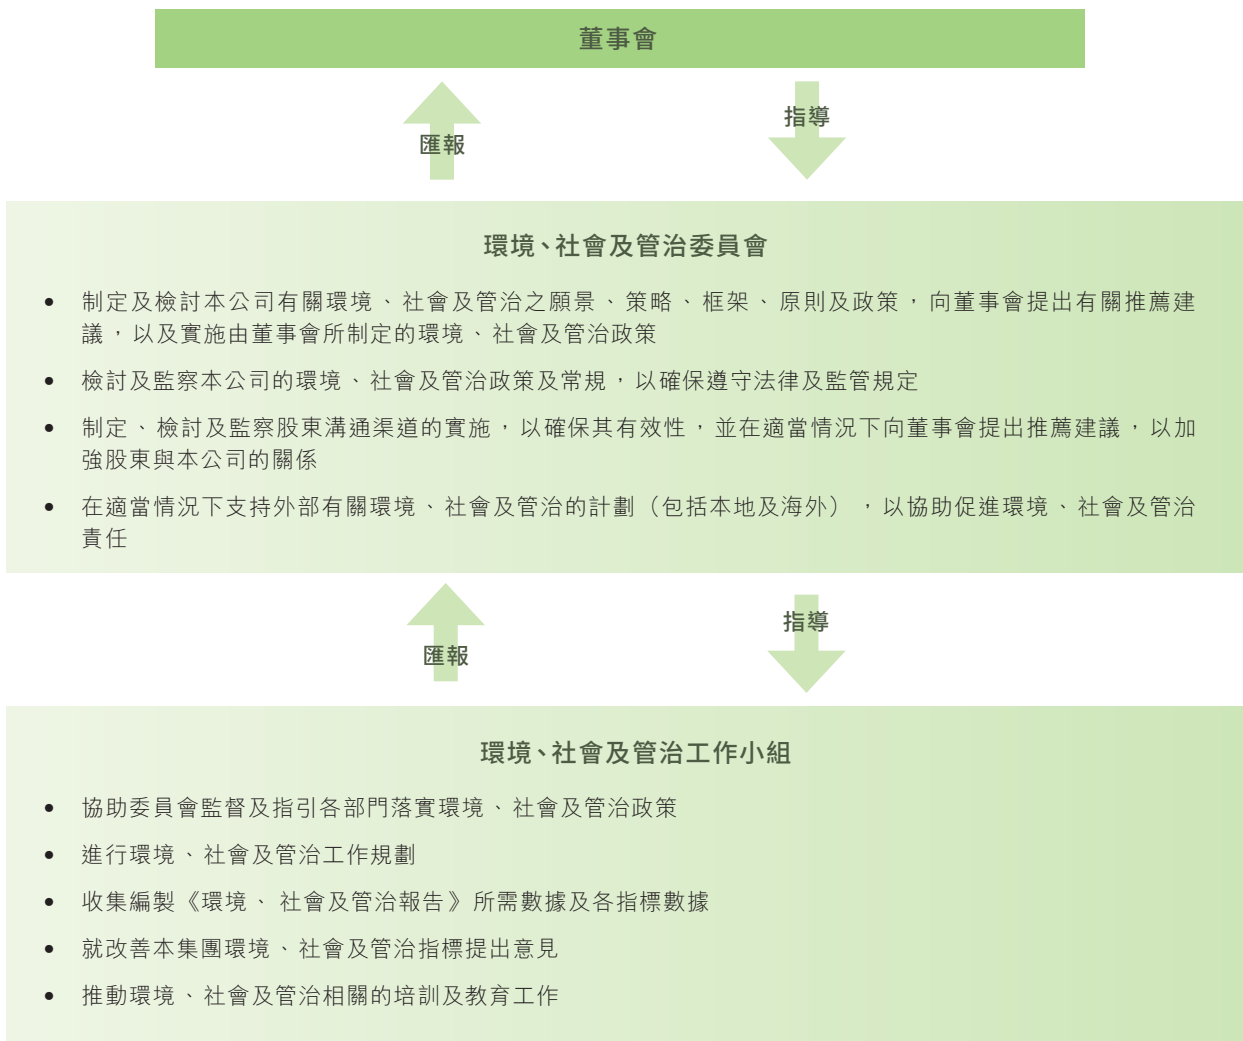 董事會
匯報
指導
環境、社會及管治委員會
• 制定及檢討本公司有關環境、社會及管治之願景、策略、框架、原則及政策，向董事會提出有關推薦建
議，以及實施由董事會所制定的環境、社會及管治政策
• 檢討及監察本公司的環境、社會及管治政策及常規，以確保遵守法律及監管規定
• 制定、檢討及監察股東溝通渠道的實施，以確保其有效性，並在適當情況下向董事會提出推薦建議，以加
強股東與本公司的關係
• 在適當情況下支持外部有關環境、社會及管治的計劃（包括本地及海外），以協助促進環境、社會及管治
責任
匯報
指導
環境、社會及管治工作小組
• 協助委員會監督及指引各部門落實環境、社會及管治政策
• 進行環境、社會及管治工作規劃
• 收集編製《環境、社會及管治報告》所需數據及各指標數據
• 就改善本集團環境、社會及管治指標提出意見
• 推動環境、社會及管治相關的培訓及教育工作